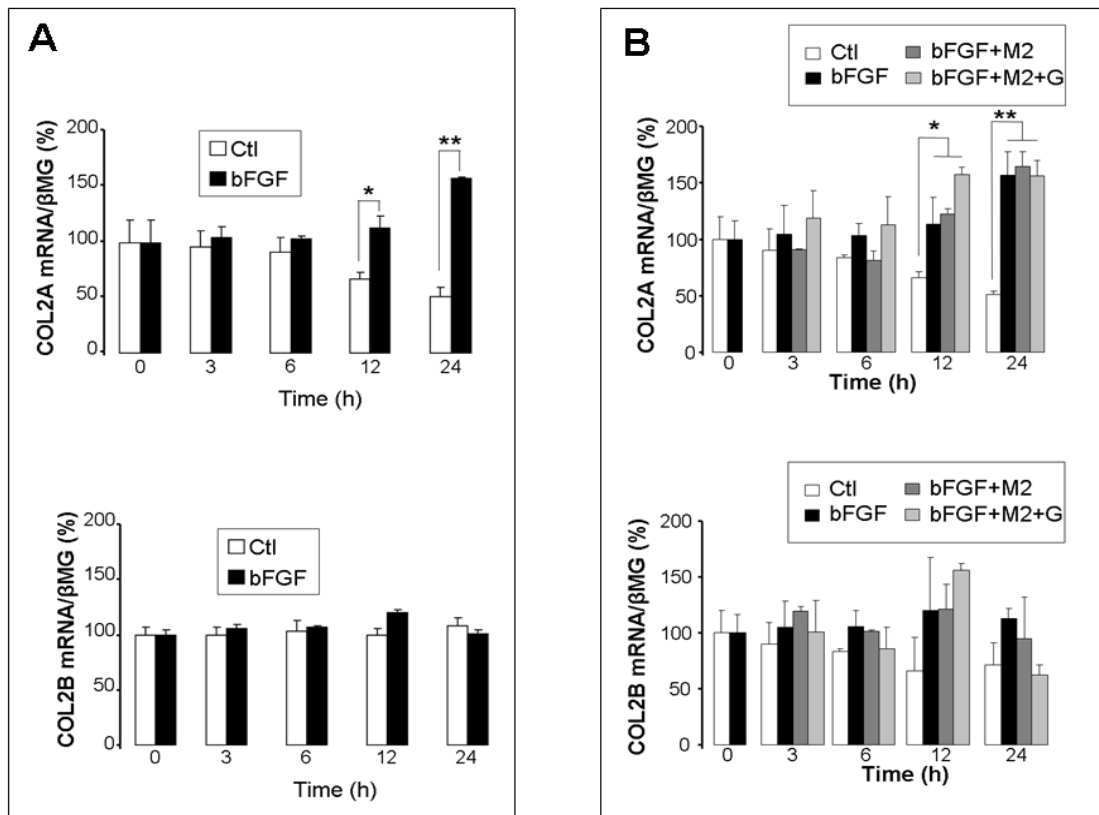 A
COL2A mRNA/βMG (%)
200
150
100
50
0
Ctl
bFGF
*
**
0 3 6 12 24
Time (h)
COL2B mRNA/βMG (%)
200
150
100
50
0
Ctl
bFGF
0 3 6 12 24
Time (h)
B
Ctl bFGF+M2
bFGF bFGF+M2+G
COL2A mRNA/βMG (%)
200
150
100
50
0
*
**
0 3 6 12 24
Time (h)
Ctl bFGF+M2
bFGF bFGF+M2+G
COL2B mRNA/βMG (%)
200
150
100
50
0
0 3 6 12 24
Time (h)